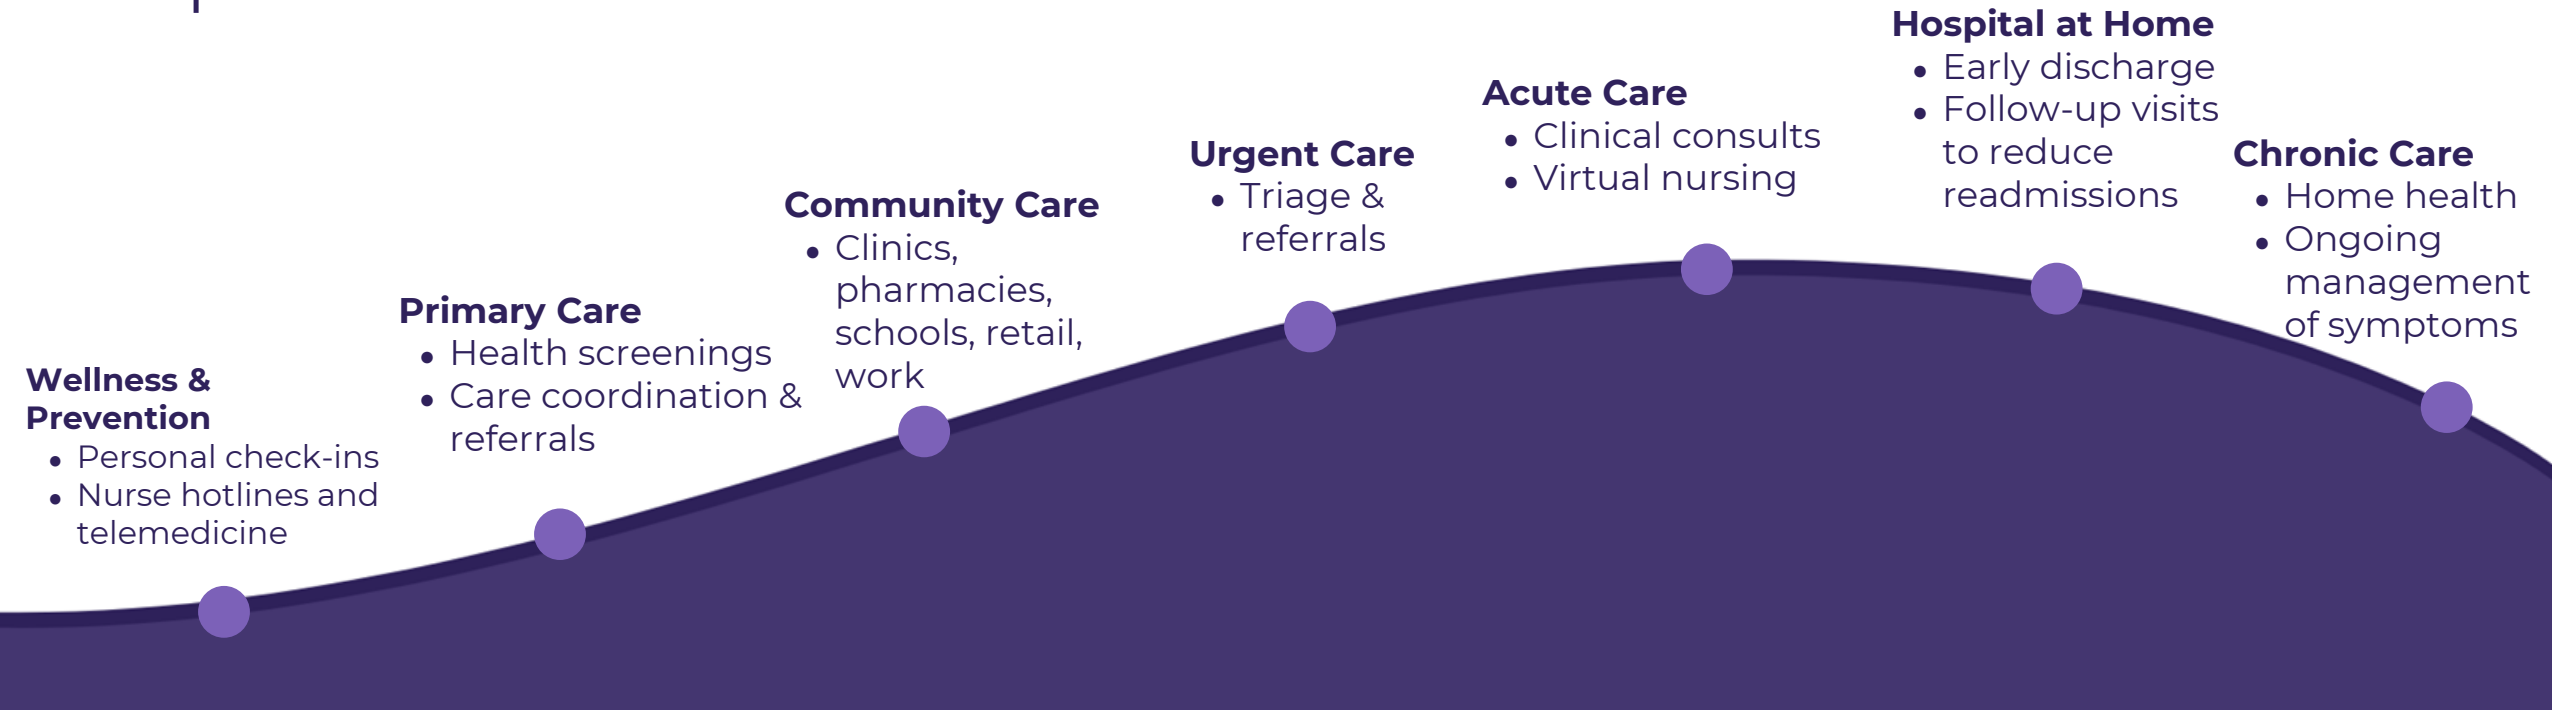 Wellness &
Prevention
• Personal check-ins
• Nurse hotlines and
telemedicine
Primary Care
• Health screenings
• Care coordination &
referrals
Community Care
• Clinics,
pharmacies,
schools, retail,
work
Urgent Care
• Triage &
referrals
Acute Care
• Clinical consults
• Virtual nursing
Hospital at Home
• Early discharge
• Follow-up visits
to reduce
readmissions
Chronic Care
• Home health
• Ongoing
management
of symptoms